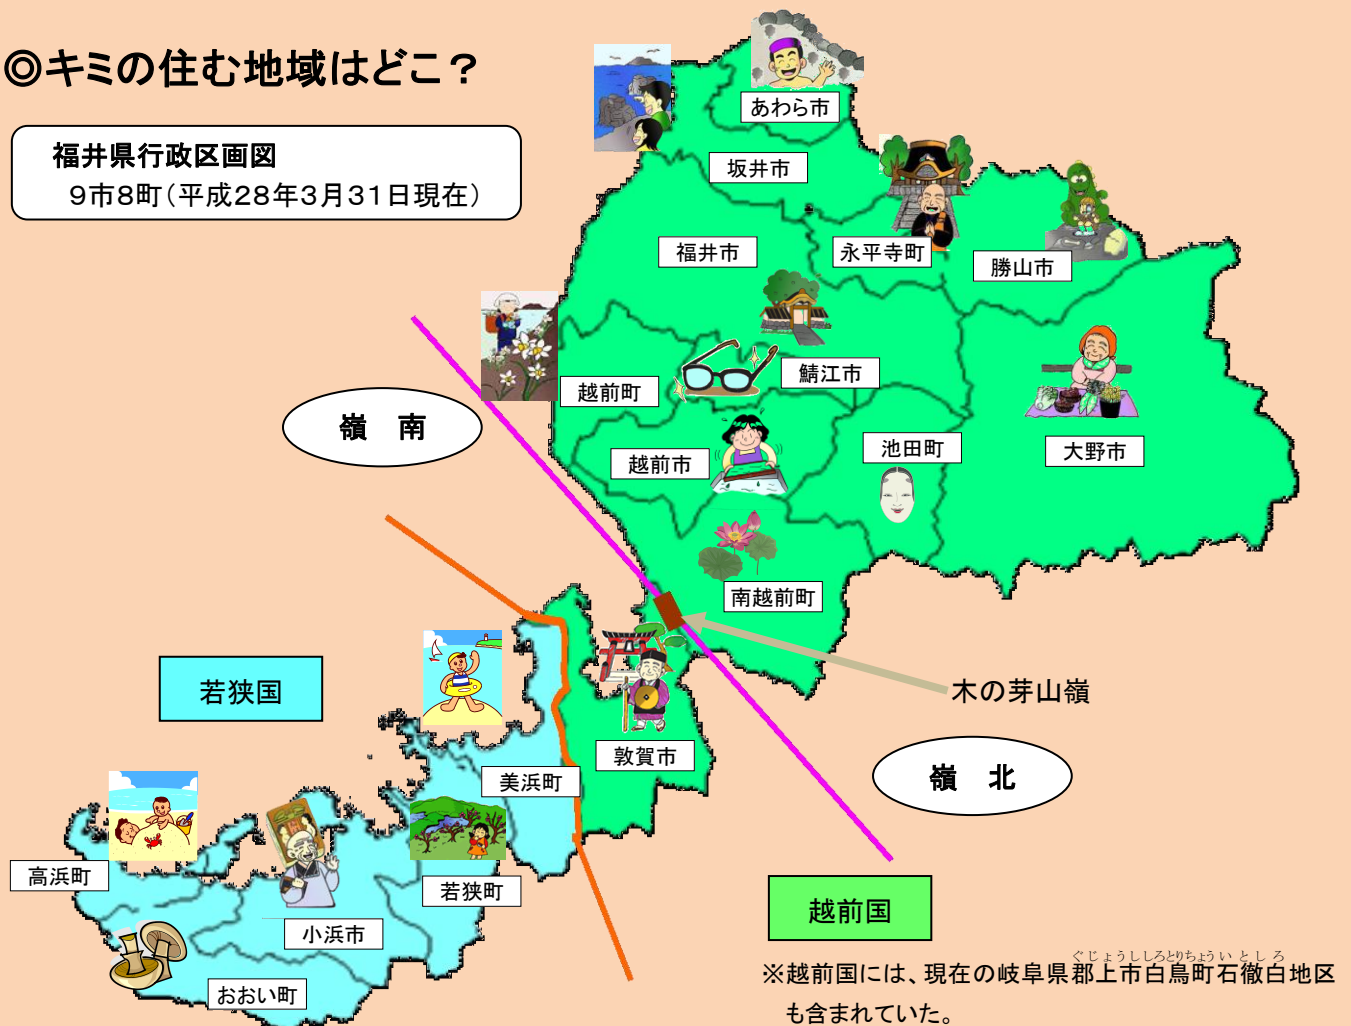 ◎キミの住む地域はどこ？
福井県行政区画図
9市8町（平成28年3月31日現在）
あわら市
坂井市
福井市
永平寺町
勝山市
越前町
鯖江市
嶺　南
越前市
池田町
大野市
南越前町
若狭国
木の芽山嶺
敦賀市
美浜町
嶺　北
高浜町
若狭町
小浜市
越前国
おおい町
ぐじょうししろとりちょういとしろ
※越前国には、現在の岐阜県郡上市白鳥町石徹白地区
も含まれていた。